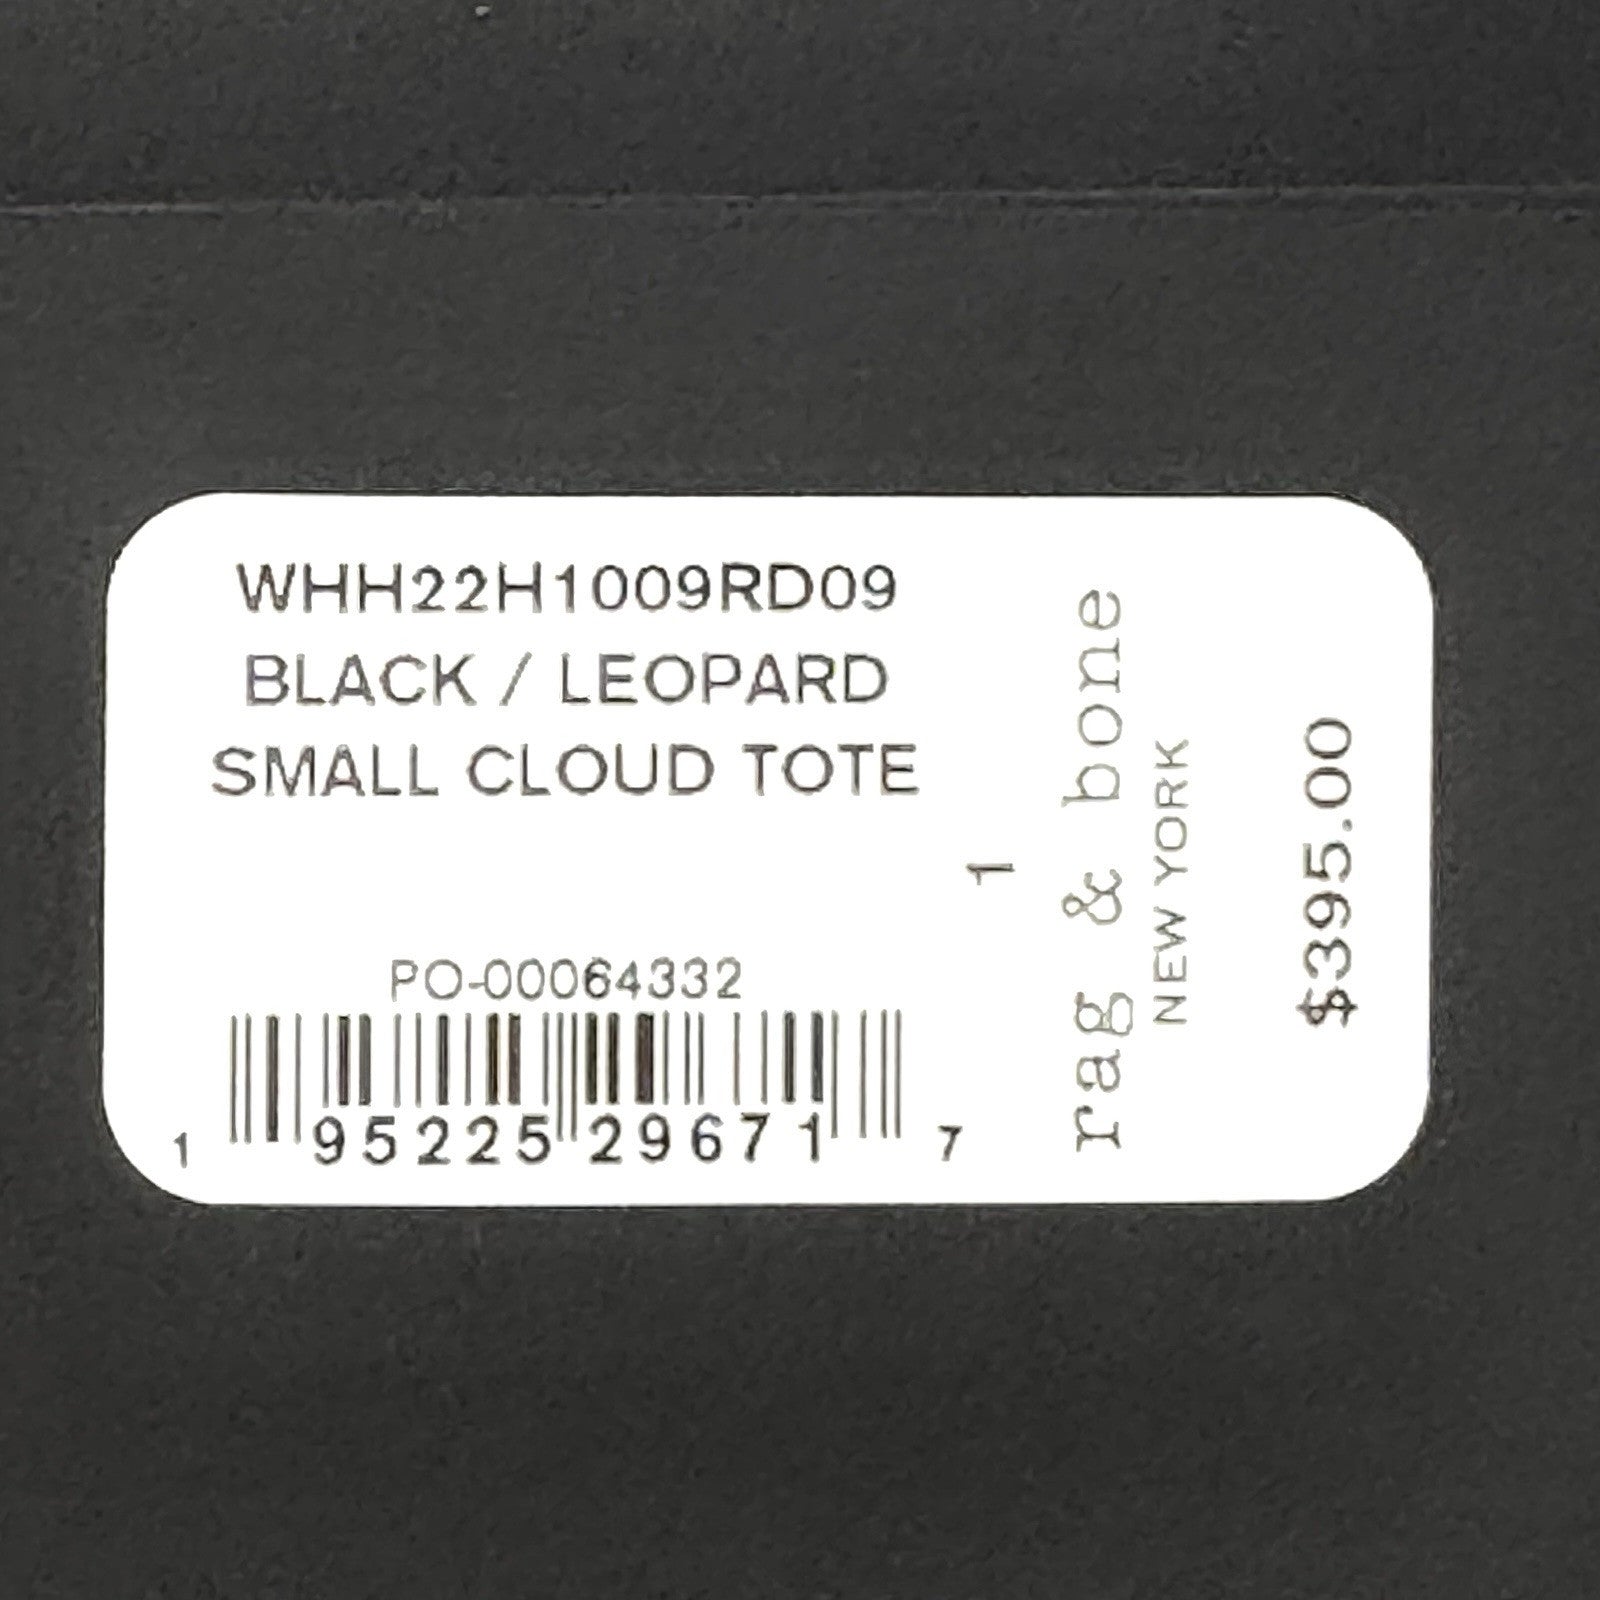 WHH22H1009RD09
BLACK / LEOPARD
SMALL CLOUD TOTE
PO-00064332
1 95225 29671 7
1
rag & bone
NEW YORK
$395.00